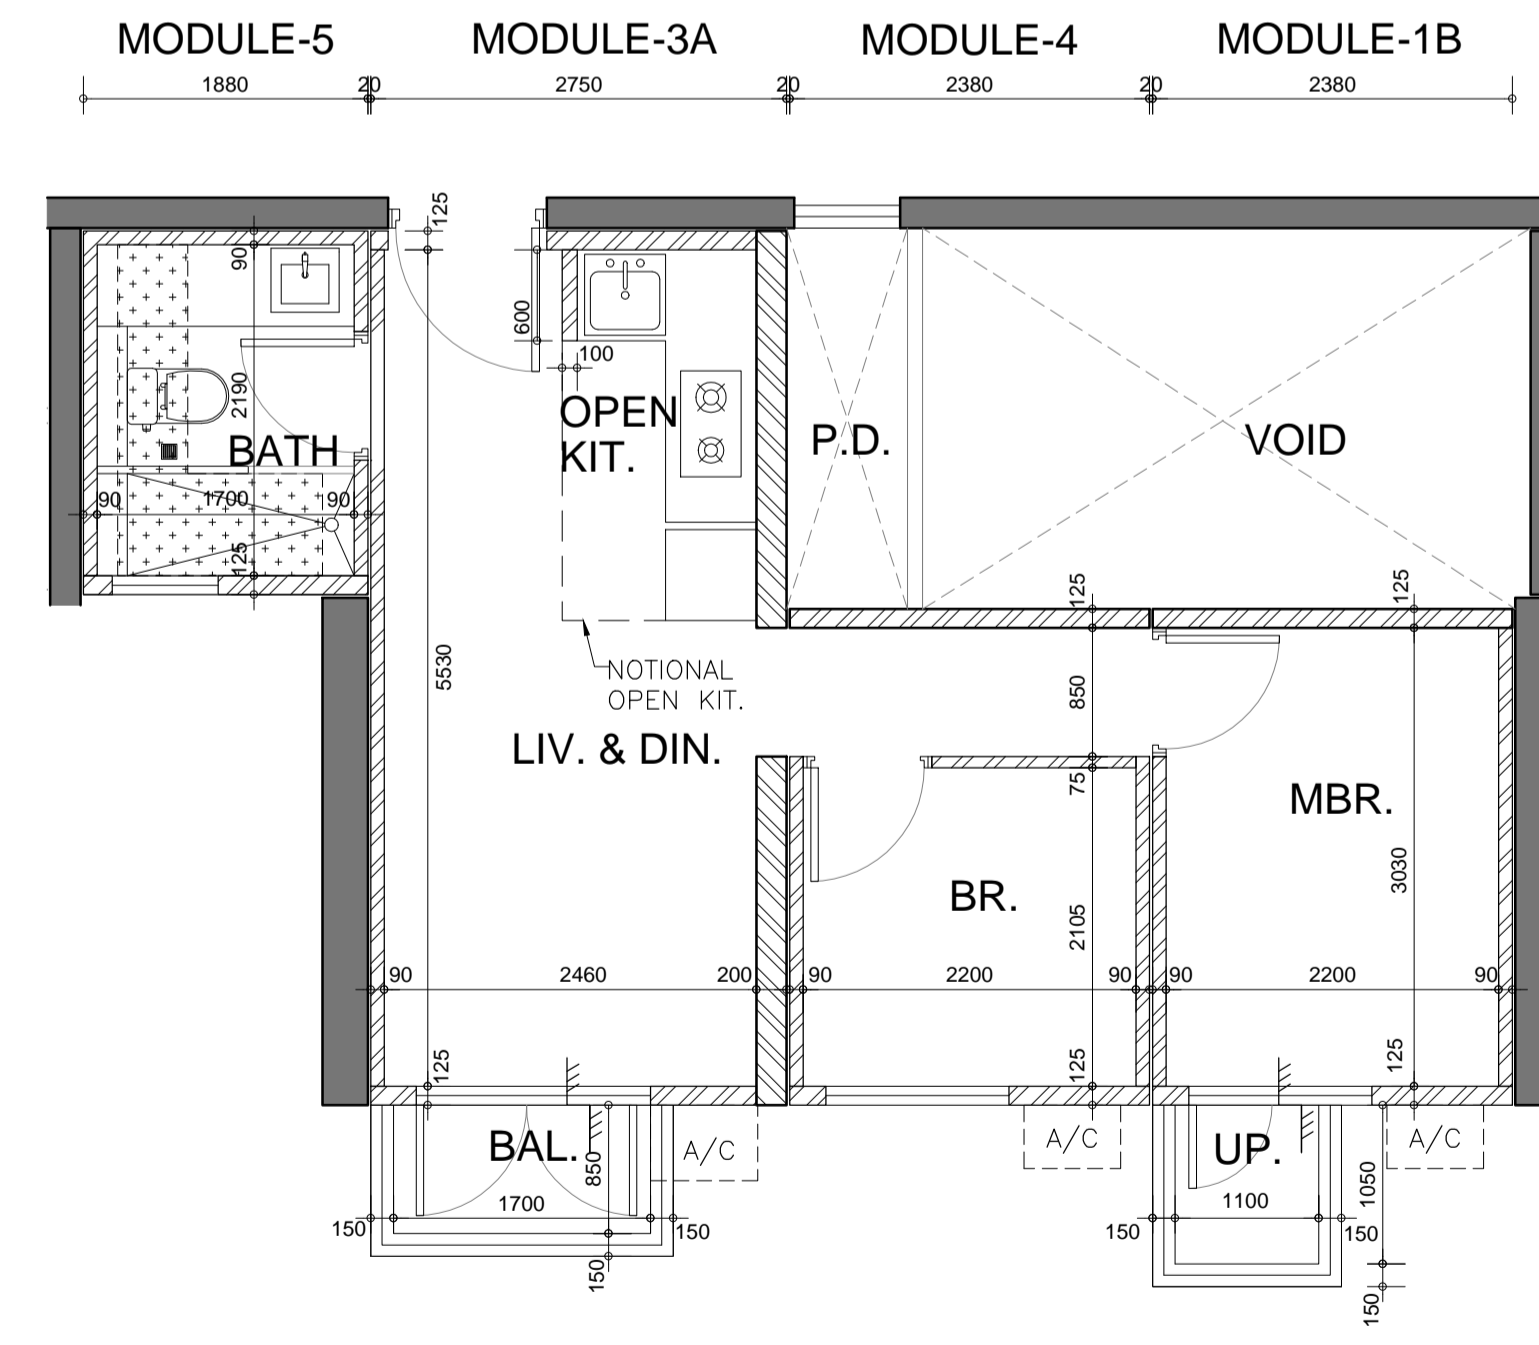 MODULE-5 MODULE-3A MODULE-4 MODULE-1B
1880 20 2750 20 2380 20 2380
125
90
600
100
2190
OPEN
KIT.
BATH
P.D.
VOID
90 1700 90
125
125 125
NOTIONAL
OPEN KIT.
5530
850
LIV. & DIN.
75
MBR.
3030
BR.
2105
90 2460 200 90 2200 90 90 2200 90
125 125 125
BAL.
850
A/C
A/C
UP.
A/C
1050
150 1700 150
150 1100 150
150
150